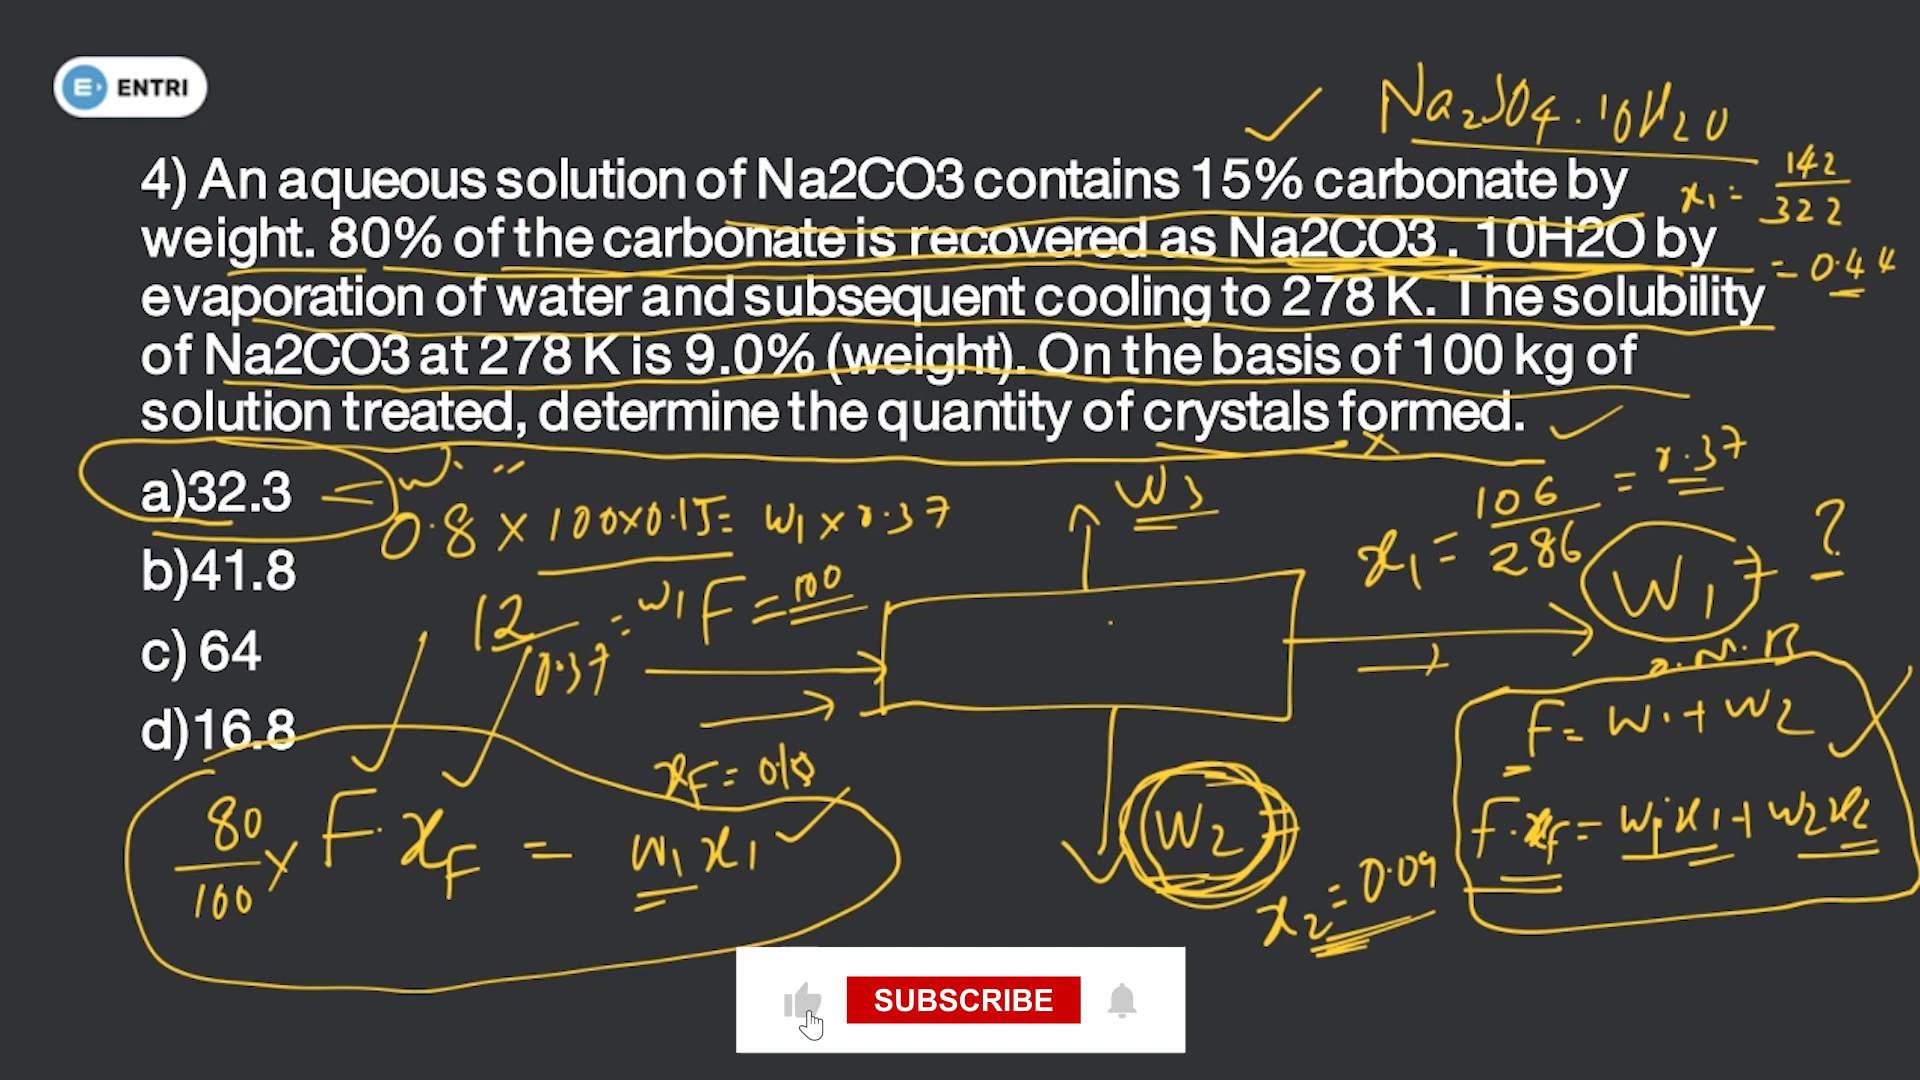 ENTRI
Na2SO4.10H2O
4) An aqueous solution of Na2CO3 contains 15% carbonate by
weight. 80% of the carbonate is recovered as Na2CO3 . 10H2O by
evaporation of water and subsequent cooling to 278 K. The solubility
of Na2CO3 at 278 K is 9.0% (weight). On the basis of 100 kg of
solution treated, determine the quantity of crystals formed.
x1 = 142/322
= 0.44
a)32.3
b)41.8
c) 64
d)16.8
= W1
0.8 × 100×0.15 = W1 × 0.37
12/0.37 = W1
F = 100
xF = 0.15
W3
x1 = 106/286 = 0.37
W1 = ?
O.M.B
F = W1 + W2
F.xF = W1x1 + W2x2
80/100 × F.xF = W1x1
W2
x2 = 0.09
SUBSCRIBE